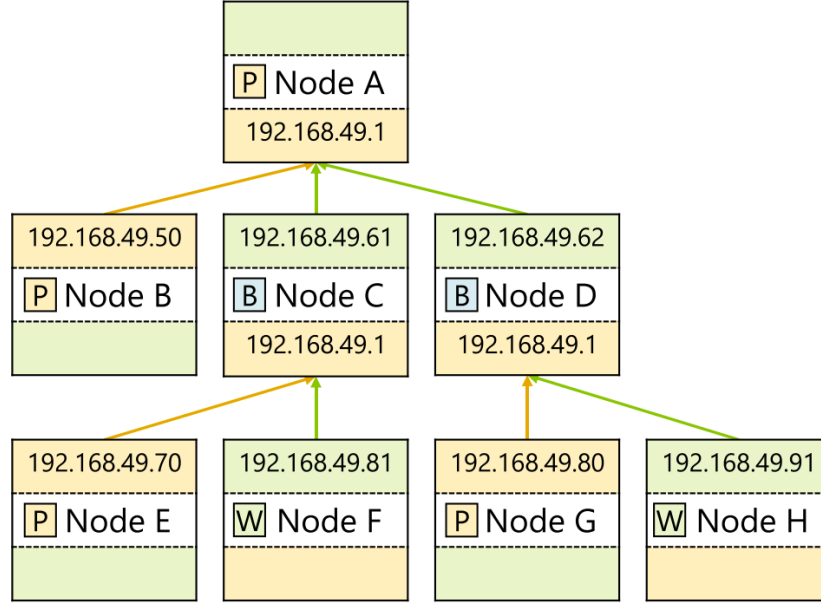 P Node A
192.168.49.1
192.168.49.50
P Node B
192.168.49.61
B Node C
192.168.49.1
192.168.49.62
B Node D
192.168.49.1
192.168.49.70
P Node E
192.168.49.81
W Node F
192.168.49.80
P Node G
192.168.49.91
W Node H